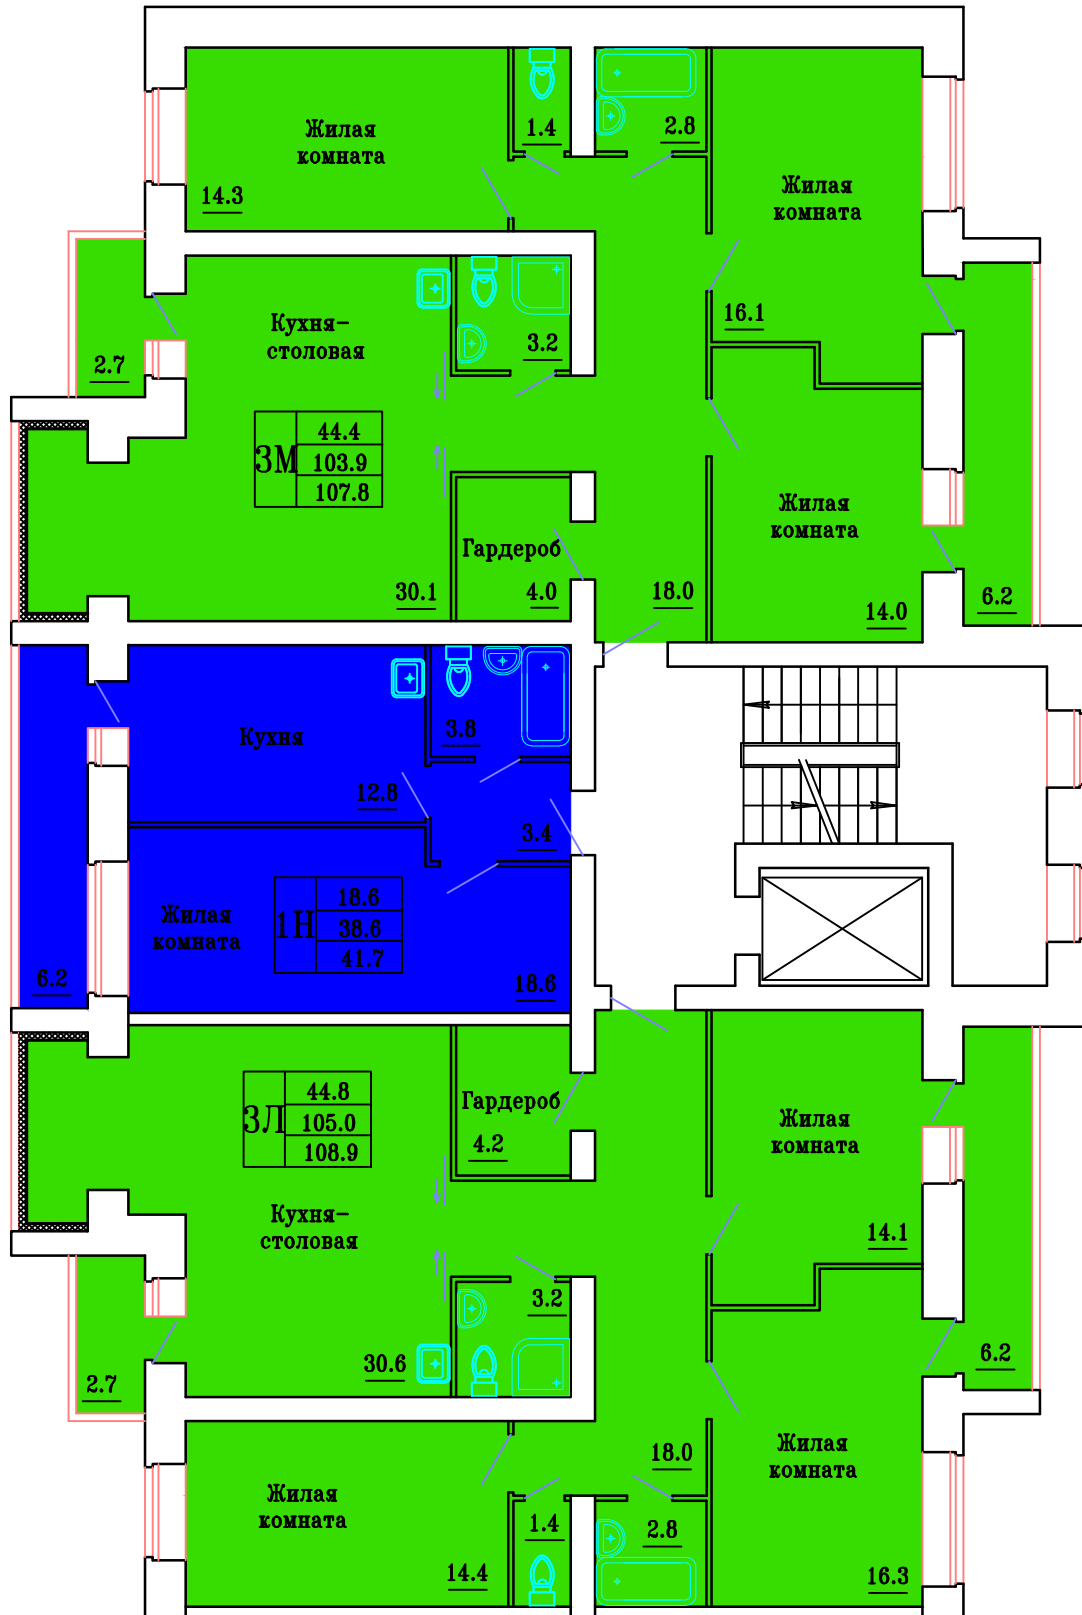 1.4
2.8
Жилая
комната
14.3
Жилая
комната
16.1
2.7
Кухня-
столовая
3.2
3М
44.4
103.9
107.8
30.1
Гардероб
4.0
18.0
Жилая
комната
14.0
6.2
Кухня
3.8
12.8
3.4
Жилая
комната
1Н
18.6
38.6
41.7
18.6
6.2
3Л
44.8
105.0
108.9
Гардероб
4.2
Жилая
комната
14.1
Кухня-
столовая
3.2
30.6
2.7
6.2
18.0
Жилая
комната
16.3
Жилая
комната
14.4
1.4
2.8